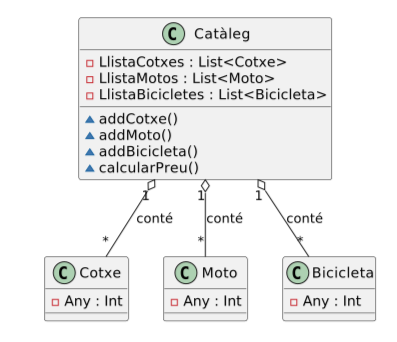 C Catàleg
LlistaCotxes : List<Cotxe>
LlistaMotos : List<Moto>
LlistaBicicletes : List<Bicicleta>
addCotxe()
addMoto()
addBicicleta()
calcularPreu()
1 1 1
conté conté conté
* * *
C Cotxe C Moto C Bicicleta
Any : Int Any : Int Any : Int